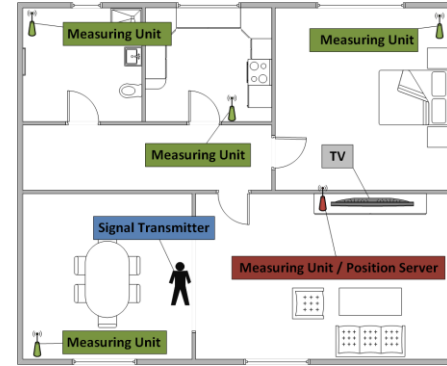 Measuring Unit
Measuring Unit
Measuring Unit
TV
Signal Transmitter
Measuring Unit / Position Server
Measuring Unit